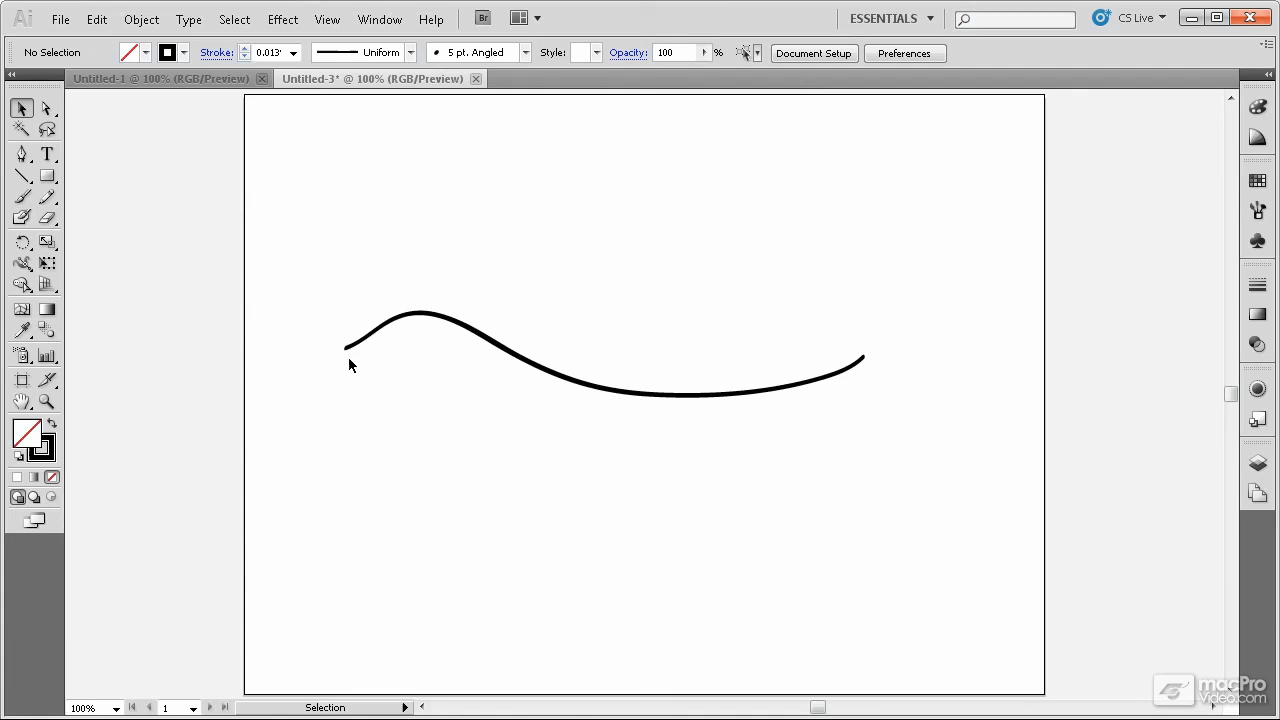 Ai File Edit Object Type Select Effect View Window Help Br ESSENTIALS CS Live
No Selection Stroke: 0.013 Uniform 5 pt. Angled Style: Opacity: 100 % Document Setup Preferences
Untitled-1 @ 100% (RGB/Preview) Untitled-3* @ 100% (RGB/Preview)
T
macPro
Video.com
100% 1 Selection